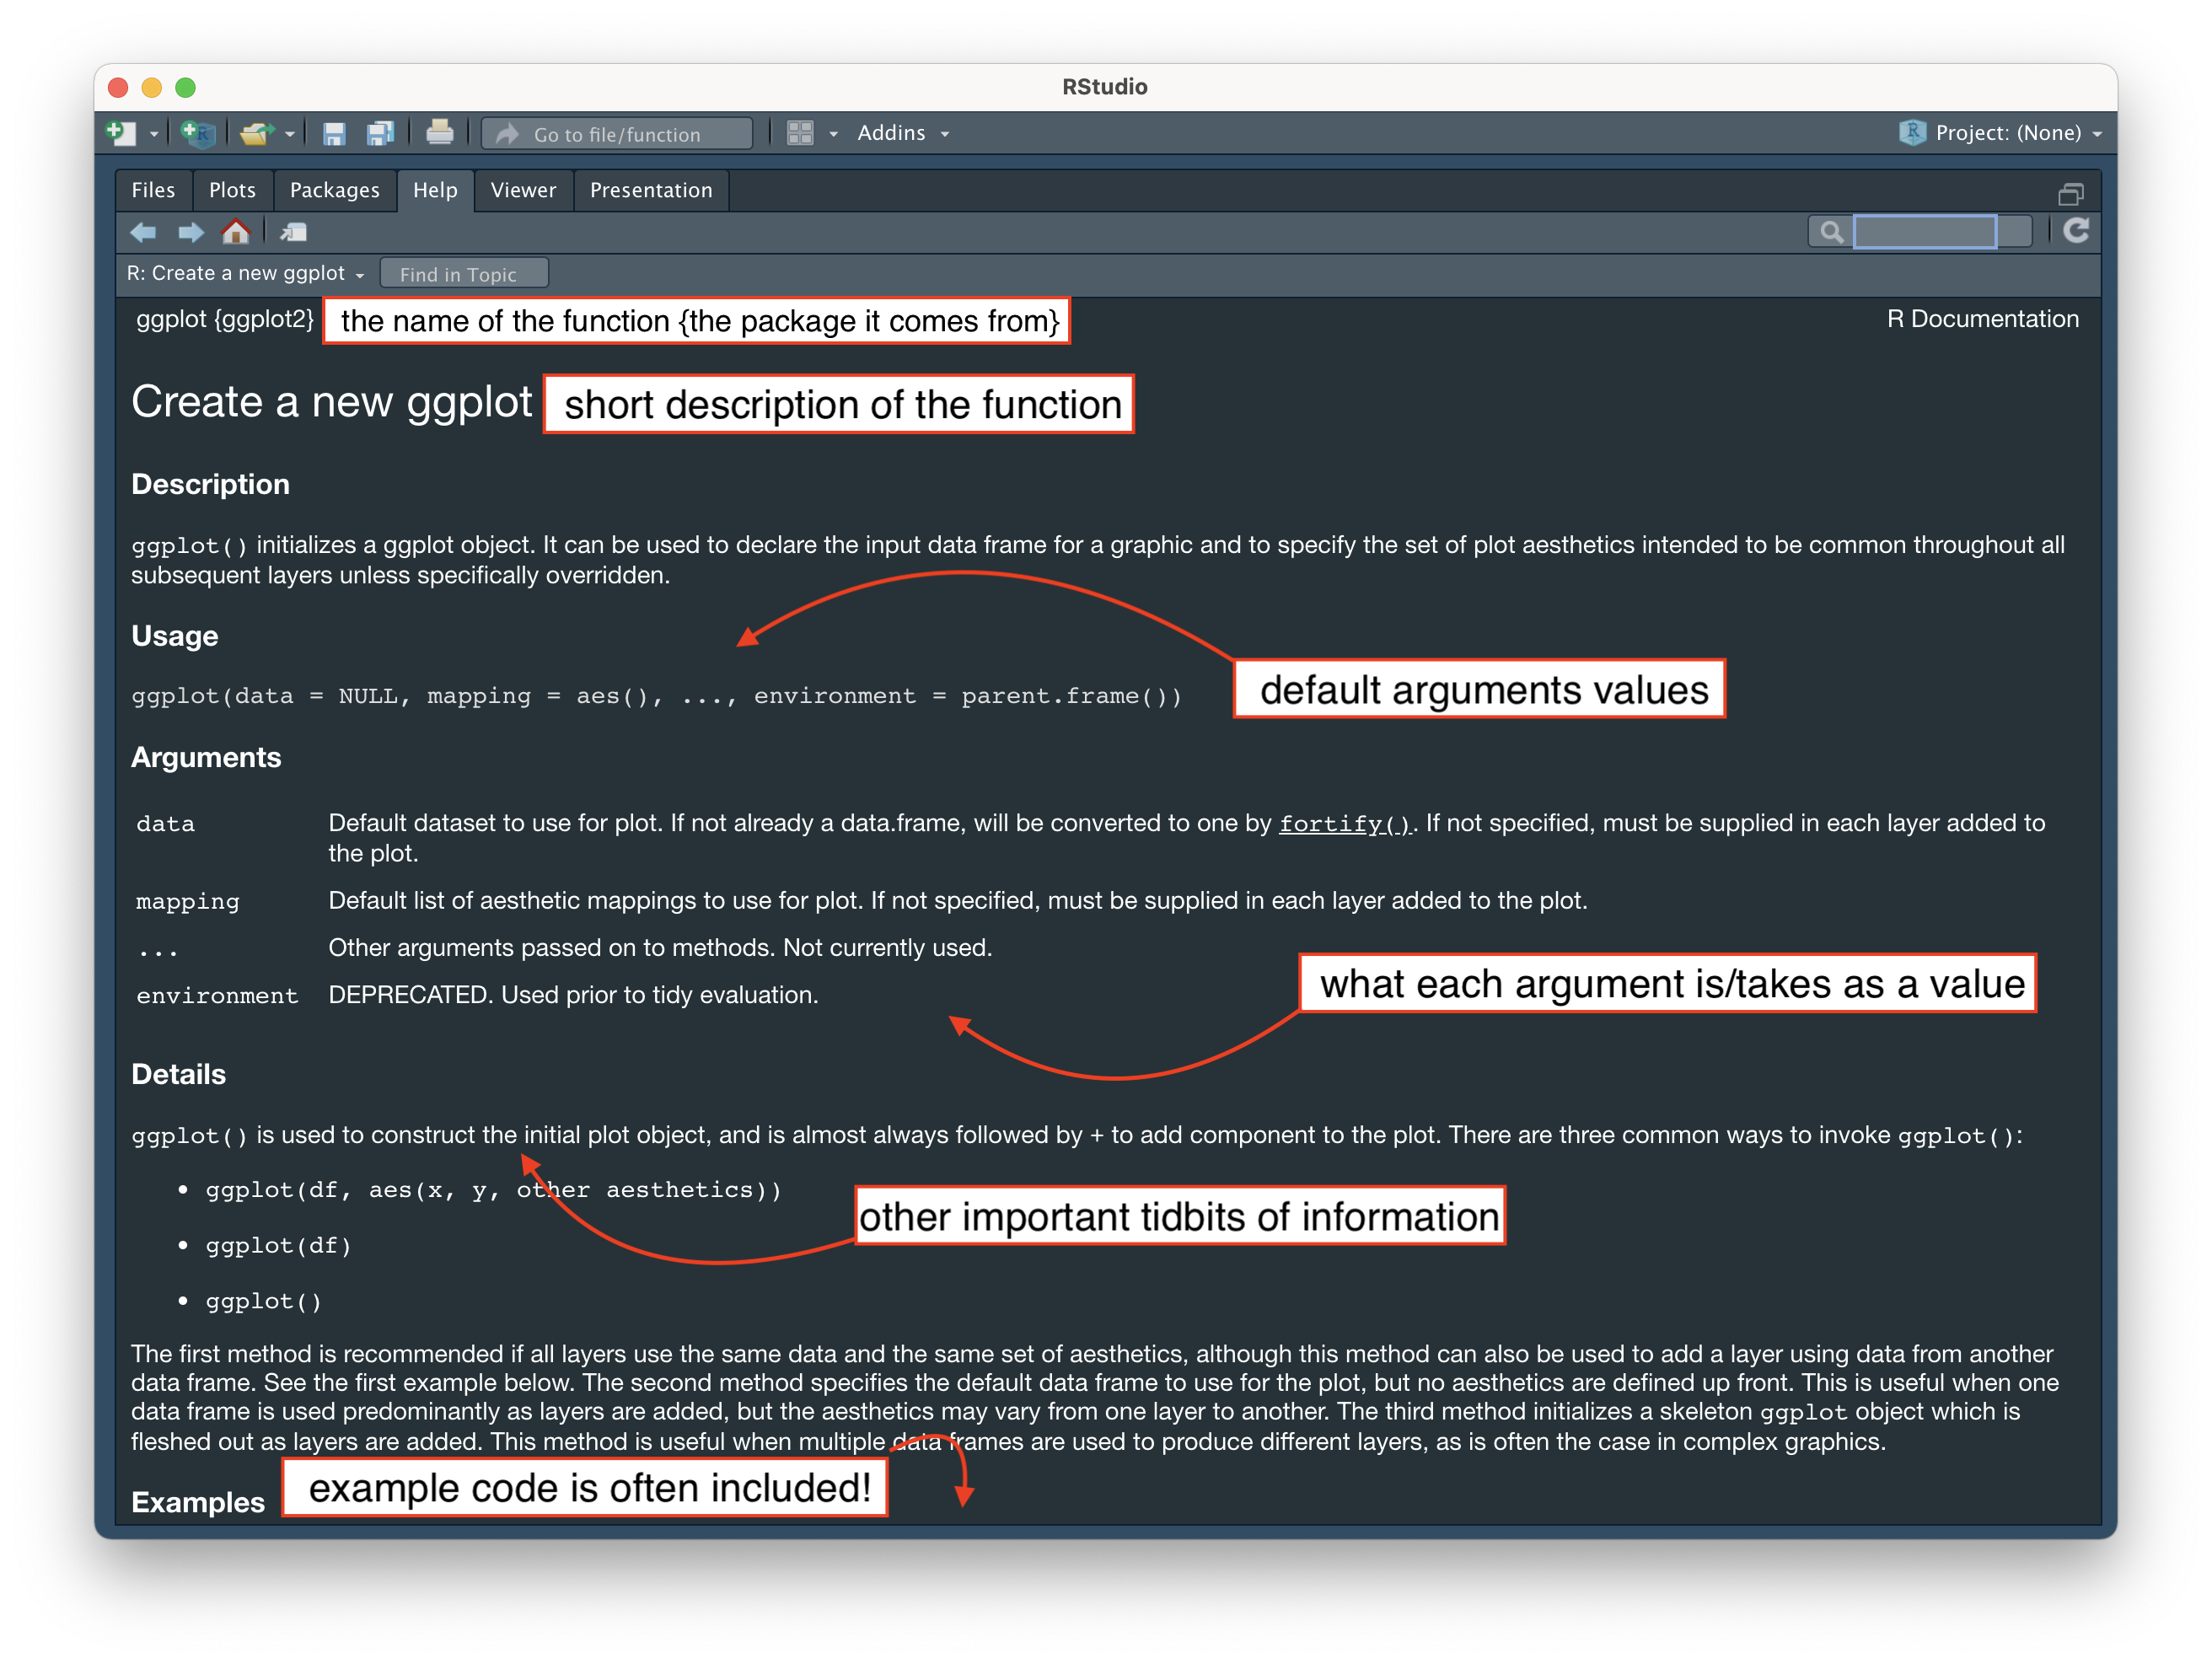 RStudio
Go to file/function
Addins
Project: (None)
Files
Plots
Packages
Help
Viewer
Presentation
R: Create a new ggplot
Find in Topic
ggplot {ggplot2}
the name of the function {the package it comes from}
R Documentation
Create a new ggplot
short description of the function
Description
ggplot() initializes a ggplot object. It can be used to declare the input data frame for a graphic and to specify the set of plot aesthetics intended to be common throughout all
subsequent layers unless specifically overridden.
Usage
default arguments values
ggplot(data = NULL, mapping = aes(), ..., environment = parent.frame())
Arguments
data
Default dataset to use for plot. If not already a data.frame, will be converted to one by fortify(). If not specified, must be supplied in each layer added to
the plot.
mapping
Default list of aesthetic mappings to use for plot. If not specified, must be supplied in each layer added to the plot.
...
Other arguments passed on to methods. Not currently used.
environment
DEPRECATED. Used prior to tidy evaluation.
what each argument is/takes as a value
Details
ggplot() is used to construct the initial plot object, and is almost always followed by + to add component to the plot. There are three common ways to invoke ggplot():
• ggplot(df, aes(x, y, other aesthetics))
other important tidbits of information
• ggplot(df)
• ggplot()
The first method is recommended if all layers use the same data and the same set of aesthetics, although this method can also be used to add a layer using data from another
data frame. See the first example below. The second method specifies the default data frame to use for the plot, but no aesthetics are defined up front. This is useful when one
data frame is used predominantly as layers are added, but the aesthetics may vary from one layer to another. The third method initializes a skeleton ggplot object which is
fleshed out as layers are added. This method is useful when multiple data frames are used to produce different layers, as is often the case in complex graphics.
Examples
example code is often included!